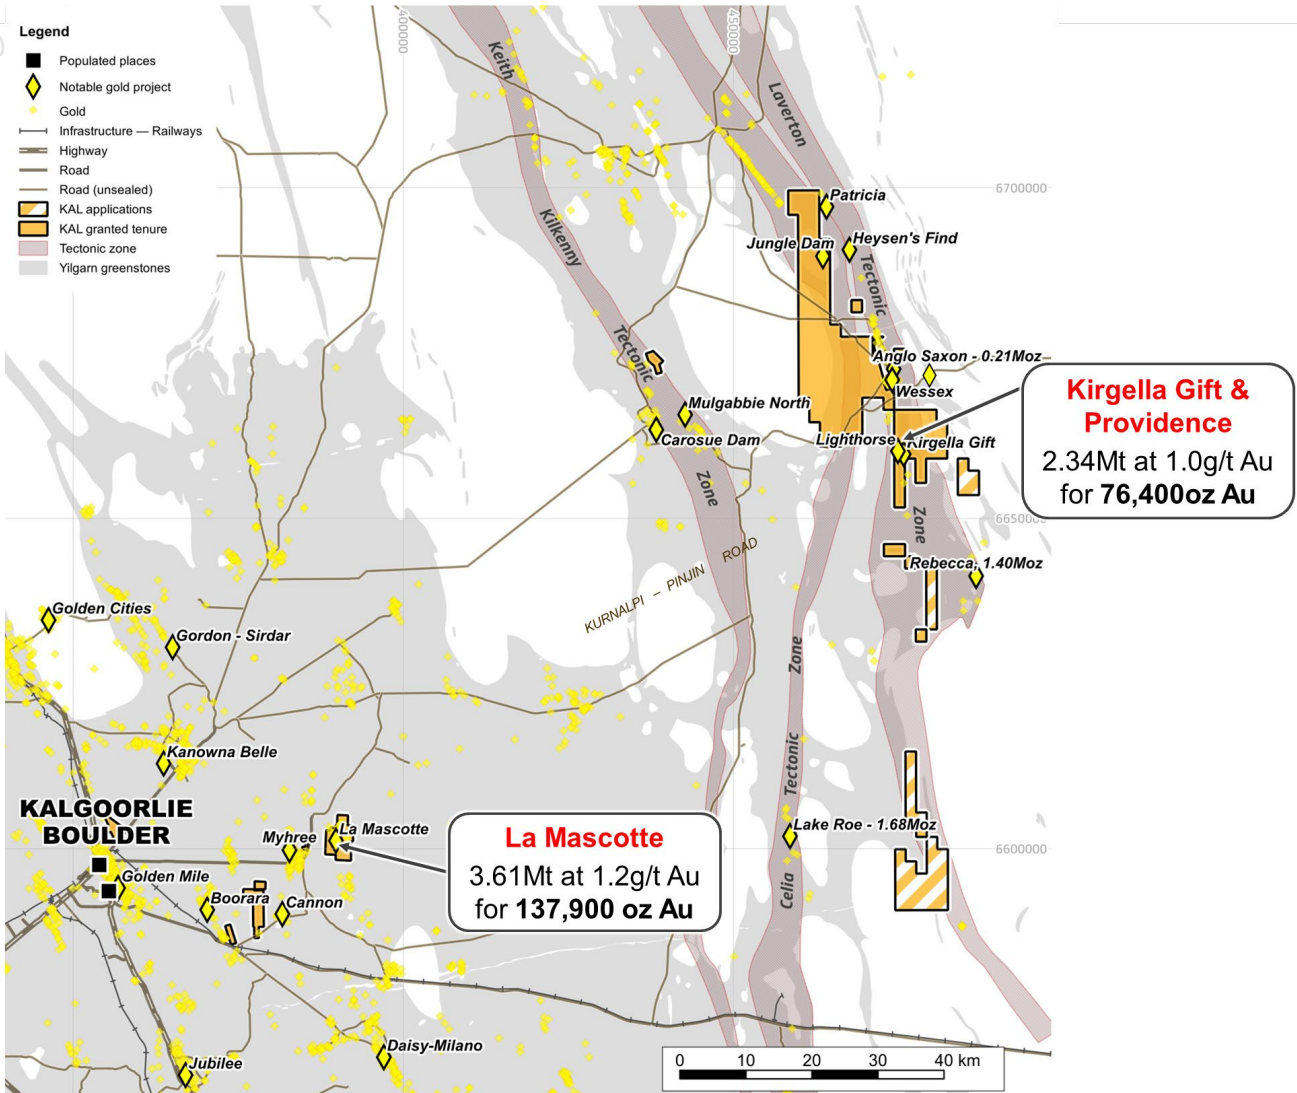 Legend
Populated places
Notable gold project
Gold
Infrastructure — Railways
Highway
Road
Road (unsealed)
KAL applications
KAL granted tenure
Tectonic zone
Yilgarn greenstones
400000
450000
Keith
Kilkenny
Tectonic
Zone
Laverton
Tectonic
Zone
6700000
Patricia
Jungle Dam
Heysen's Find
Anglo Saxon - 0.21Moz
Wessex
Mulgabbie North
Carosue Dam
Lighthorse
Kirgella Gift
Kirgella Gift &
Providence
2.34Mt at 1.0g/t Au
for 76,400oz Au
6650000
KURNALPI – PINJIN ROAD
Rebecca, 1.40Moz
Golden Cities
Gordon - Sirdar
Kanowna Belle
Zone
Tectonic
Celia
KALGOORLIE
BOULDER
Myhree
La Mascotte
La Mascotte
3.61Mt at 1.2g/t Au
for 137,900 oz Au
Lake Roe - 1.68Moz
6600000
Golden Mile
Boorara
Cannon
Daisy-Milano
Jubilee
0 10 20 30 40 km